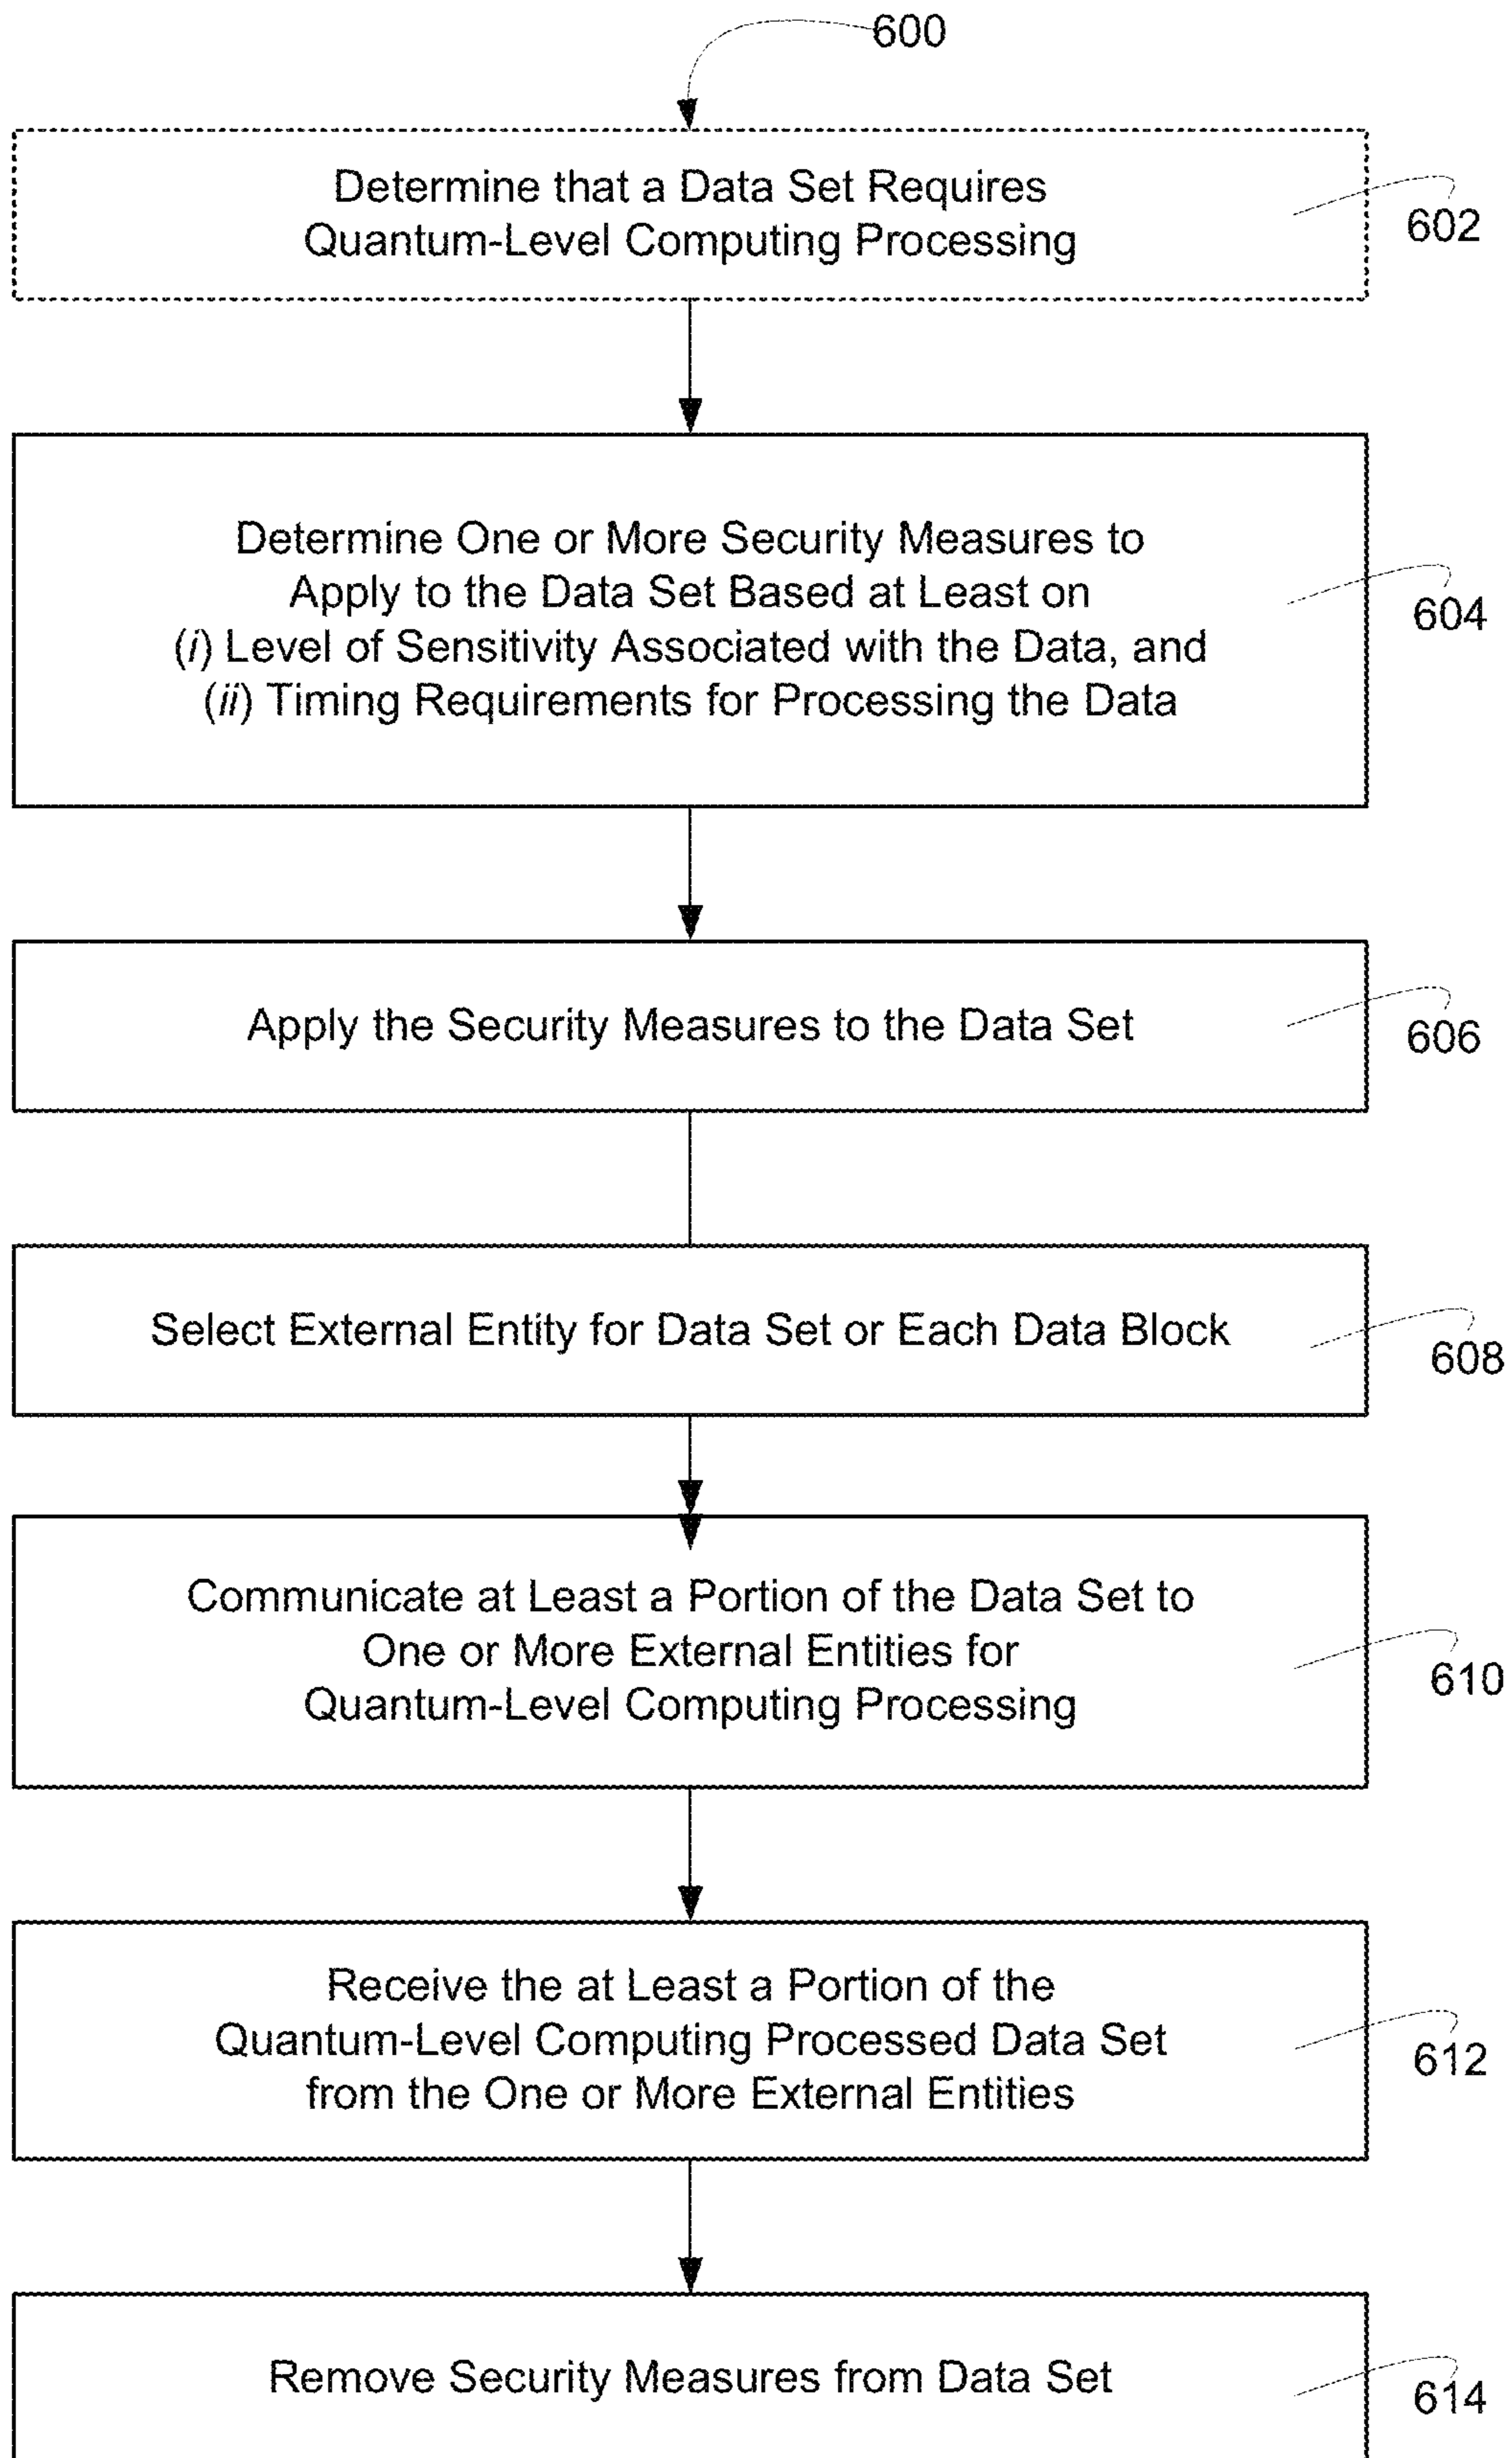 600
Determine that a Data Set Requires
Quantum-Level Computing Processing
602
Determine One or More Security Measures to
Apply to the Data Set Based at Least on
(i) Level of Sensitivity Associated with the Data, and
(ii) Timing Requirements for Processing the Data
604
Apply the Security Measures to the Data Set
606
Select External Entity for Data Set or Each Data Block
608
Communicate at Least a Portion of the Data Set to
One or More External Entities for
Quantum-Level Computing Processing
610
Receive the at Least a Portion of the
Quantum-Level Computing Processed Data Set
from the One or More External Entities
612
Remove Security Measures from Data Set
614